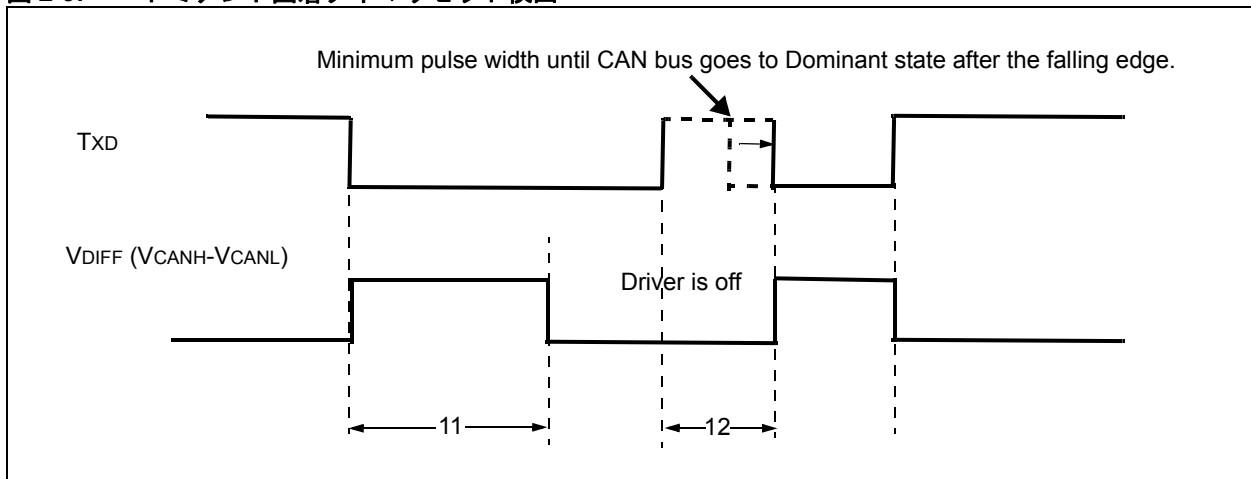 Minimum pulse width until CAN bus goes to Dominant state after the falling edge.
TXD
VDIFF (VCANH-VCANL)
Driver is off
11
12